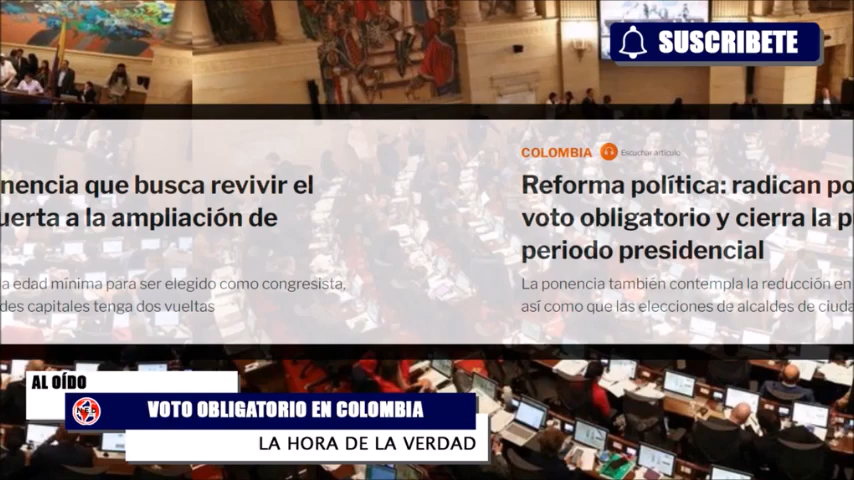 SUSCRIBETE
COLOMBIA
Escuchar artículo
nencia que busca revivir el
uerta a la ampliación de
a edad mínima para ser elegido como congresista,
des capitales tenga dos vueltas
Reforma política: radican po
voto obligatorio y cierra la p
periodo presidencial
La ponencia también contempla la reducción en
así como que las elecciones de alcaldes de ciuda
AL OÍDO
VOTO OBLIGATORIO EN COLOMBIA
LA HORA DE LA VERDAD